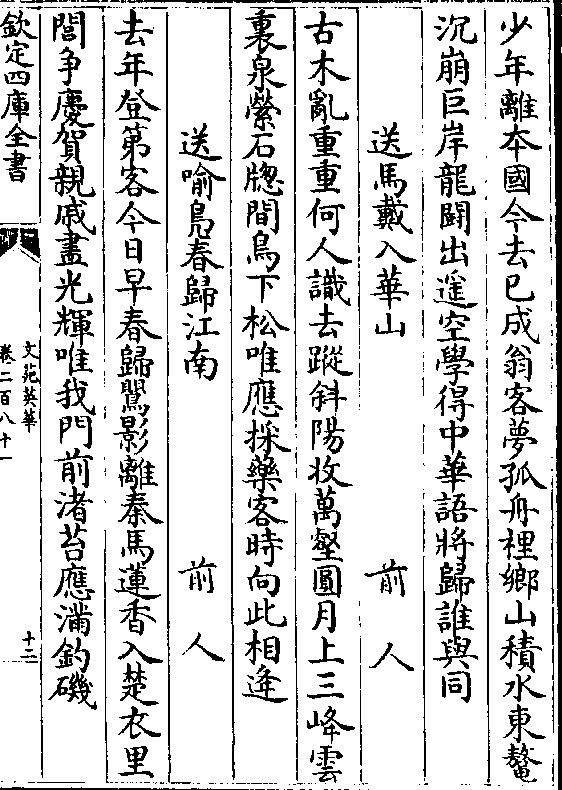 少年離本國今去已成翁客夢孤舟裡鄉山積水東鼇
沉崩巨岸龍鬬出遥空學得中華語將歸誰與同
送馬戴入華山 前人
古木亂重重何人識去蹤斜陽收萬壑圓月上三峰雲
裏泉縈石牕間鳥下松唯應採藥客時向此相逢
送喻鳧春歸江南 前人
去年登第客今日早春歸鷖影離秦馬蓮香入楚衣里
閭争慶賀親戚盡光輝唯我門前渚苔應滿釣磯
欽定四庫全書
文苑英華
卷二百八十一
十二